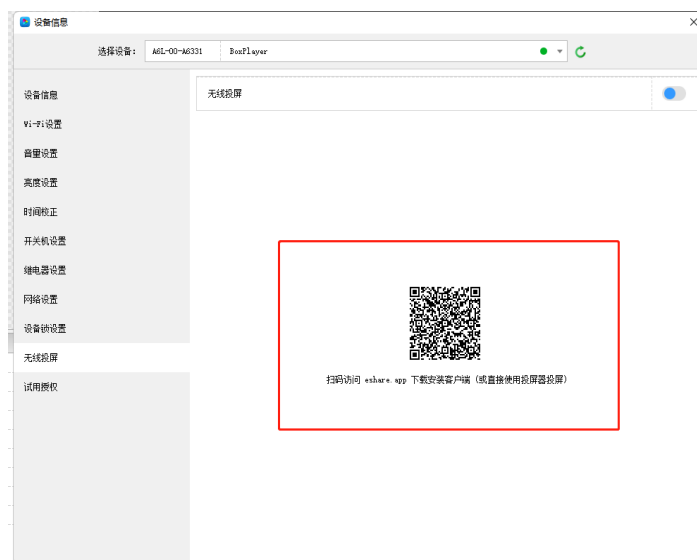 设备信息
选择设备： A6L-00-A6331 BoxPlayer
设备信息
Wi-Fi设置
音量设置
亮度设置
时间校正
开关机设置
继电器设置
网络设置
设备锁设置
无线投屏
试用授权
无线投屏
扫码访问 eshare.app 下载安装客户端（或直接使用投屏器投屏）